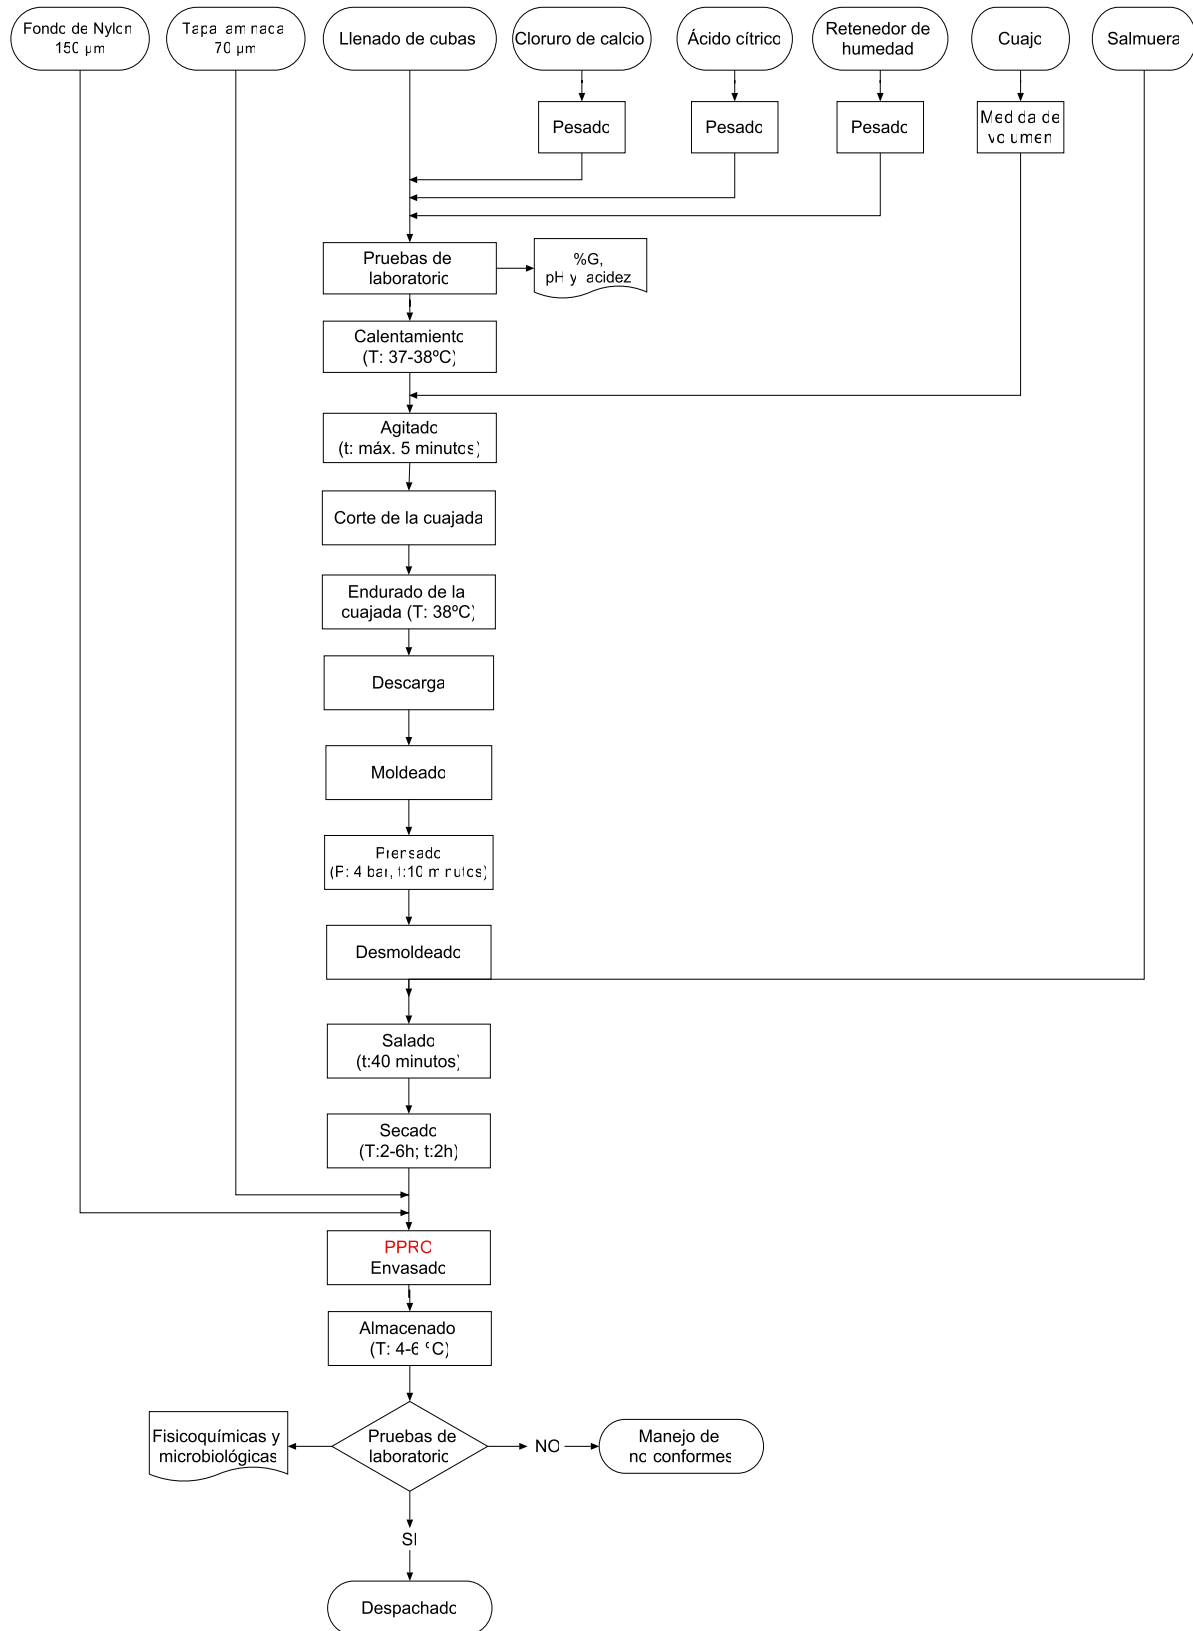 Fondo de Nylon
150 µm
Tapa laminada
70 µm
Llenado de cubas
Cloruro de calcio
Ácido cítrico
Retenedor de
humedad
Cuajo
Salmuera
Pesado
Pesado
Pesado
Medida de
volumen
Pruebas de
laboratorio
%G,
pH y acidez
Calentamiento
(T: 37-38ºC)
Agitado
(t: máx. 5 minutos)
Corte de la cuajada
Endurado de la
cuajada (T: 38ºC)
Descarga
Moldeado
Prensado
(P: 4 bar, t:10 minutos)
Desmoldeado
Salado
(t:40 minutos)
Secado
(T:2-6h; t:2h)
PPRO
Envasado
Almacenado
(T: 4-6 ºC)
Fisicoquímicas y
microbiológicas
Pruebas de
laboratorio
NO
Manejo de
no conformes
SI
Despachado